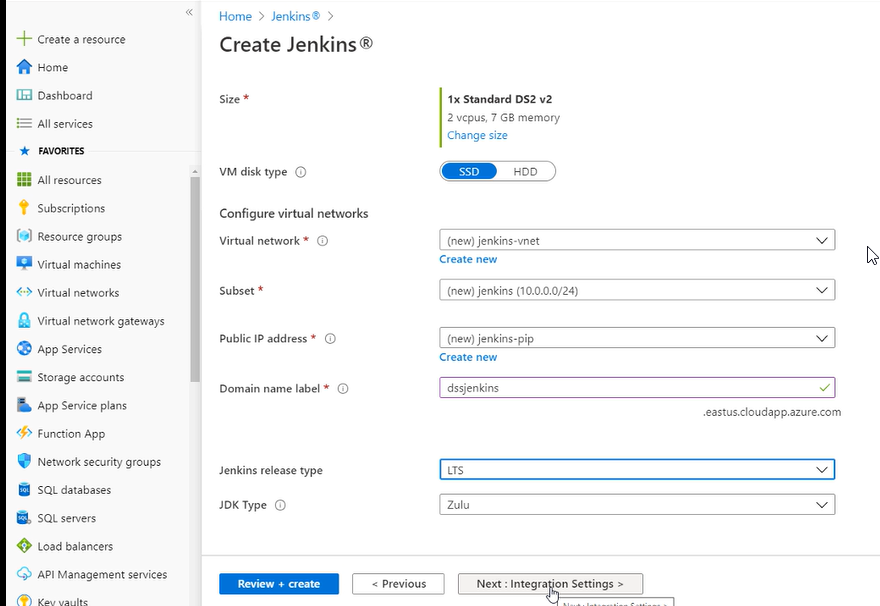 «
Home > Jenkins® >
Create Jenkins®
Create a resource
Home
Dashboard
All services
FAVORITES
All resources
Subscriptions
Resource groups
Virtual machines
Virtual networks
Virtual network gateways
App Services
Storage accounts
App Service plans
Function App
Network security groups
SQL databases
SQL servers
Load balancers
API Management services
Key vaults
Size *
1x Standard DS2 v2
2 vcpus, 7 GB memory
Change size
VM disk type
SSD HDD
Configure virtual networks
Virtual network *
(new) jenkins-vnet
Create new
Subset *
(new) jenkins (10.0.0.0/24)
Public IP address *
(new) jenkins-pip
Create new
Domain name label *
dssjenkins
.eastus.cloudapp.azure.com
Jenkins release type
LTS
JDK Type
Zulu
Review + create
< Previous
Next : Integration Settings >
Next : Integration Settings >